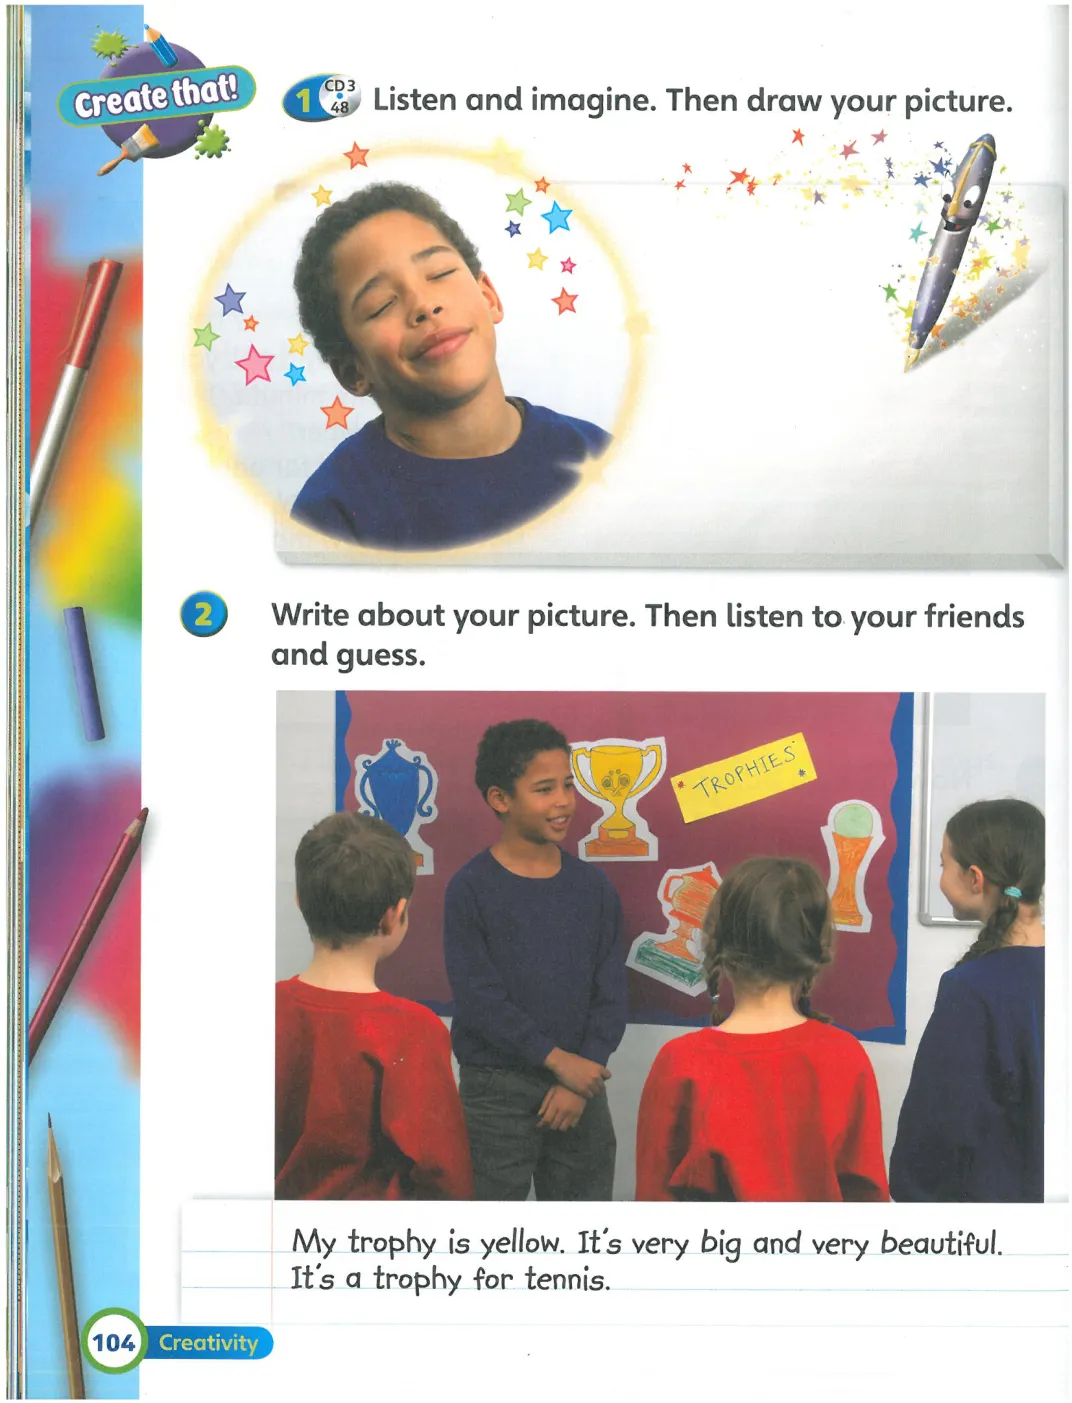 Create that!
1 CD3 48 Listen and imagine. Then draw your picture.
2 Write about your picture. Then listen to your friends
and guess.
TROPHIES
My trophy is yellow. It's very big and very beautiful.
It's a trophy for tennis.
104 Creativity